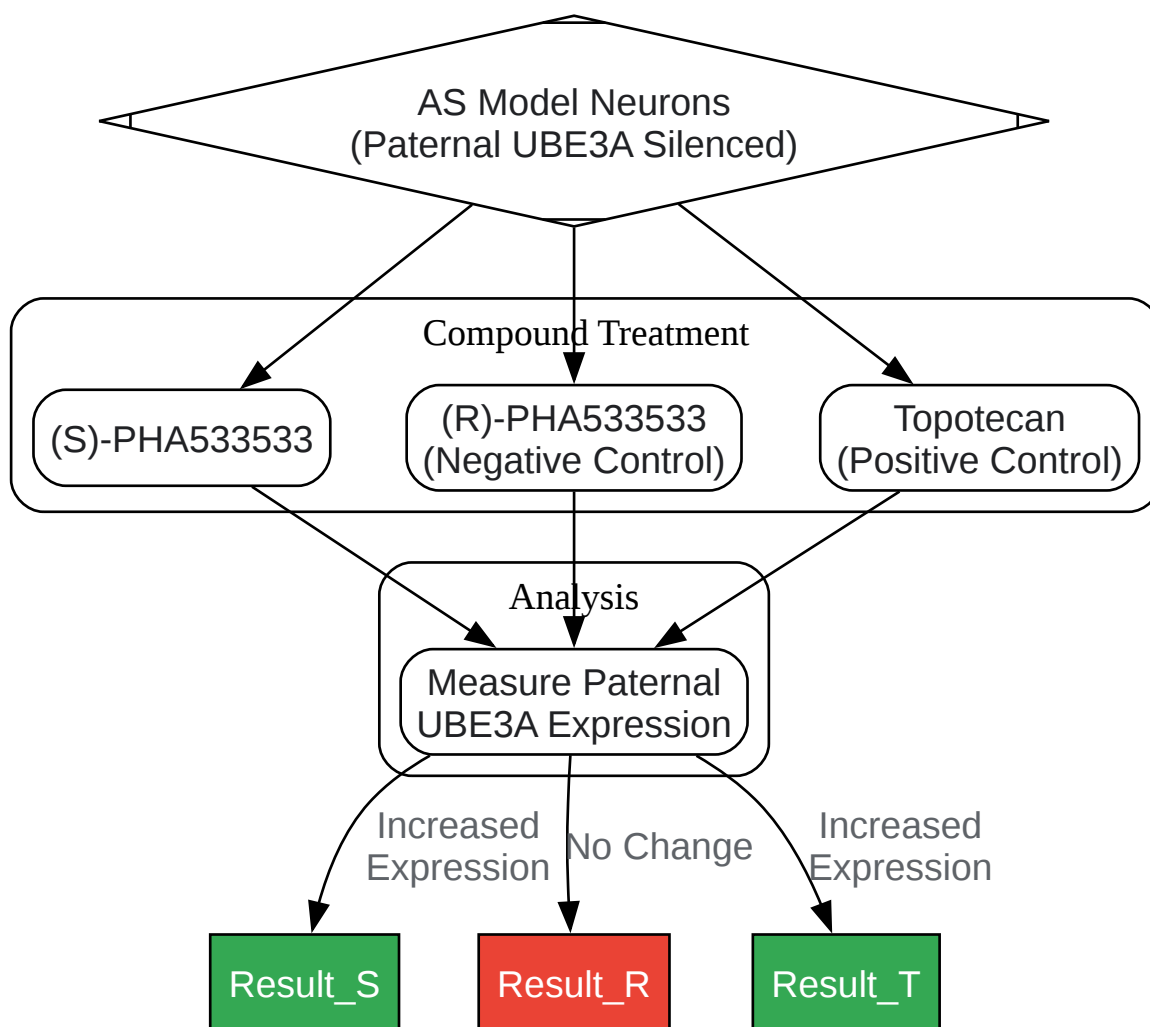 AS Model Neurons
(Paternal UBE3A Silenced)
Compound Treatment
(S)-PHA533533
(R)-PHA533533
(Negative Control)
Topotecan
(Positive Control)
Analysis
Measure Paternal
UBE3A Expression
Increased
Expression
No Change
Increased
Expression
Result_S
Result_R
Result_T